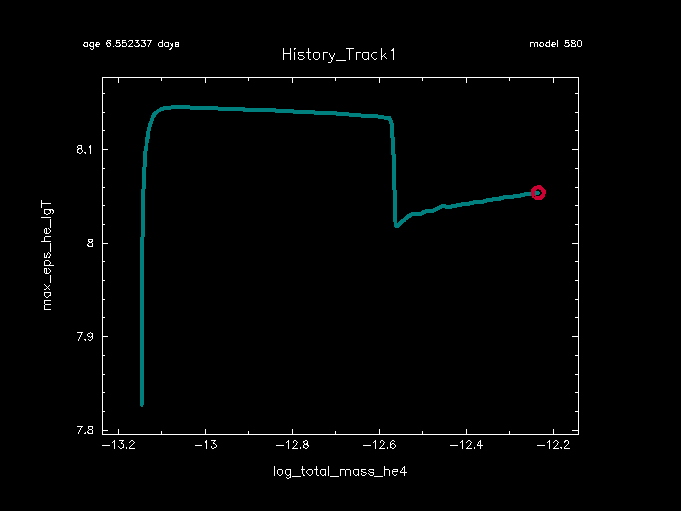 age 6.552337 days
model 580
History_Track1
8.1
8
7.9
7.8
max_eps_he_lgT
−13.2 −13 −12.8 −12.6 −12.4 −12.2
log_total_mass_he4